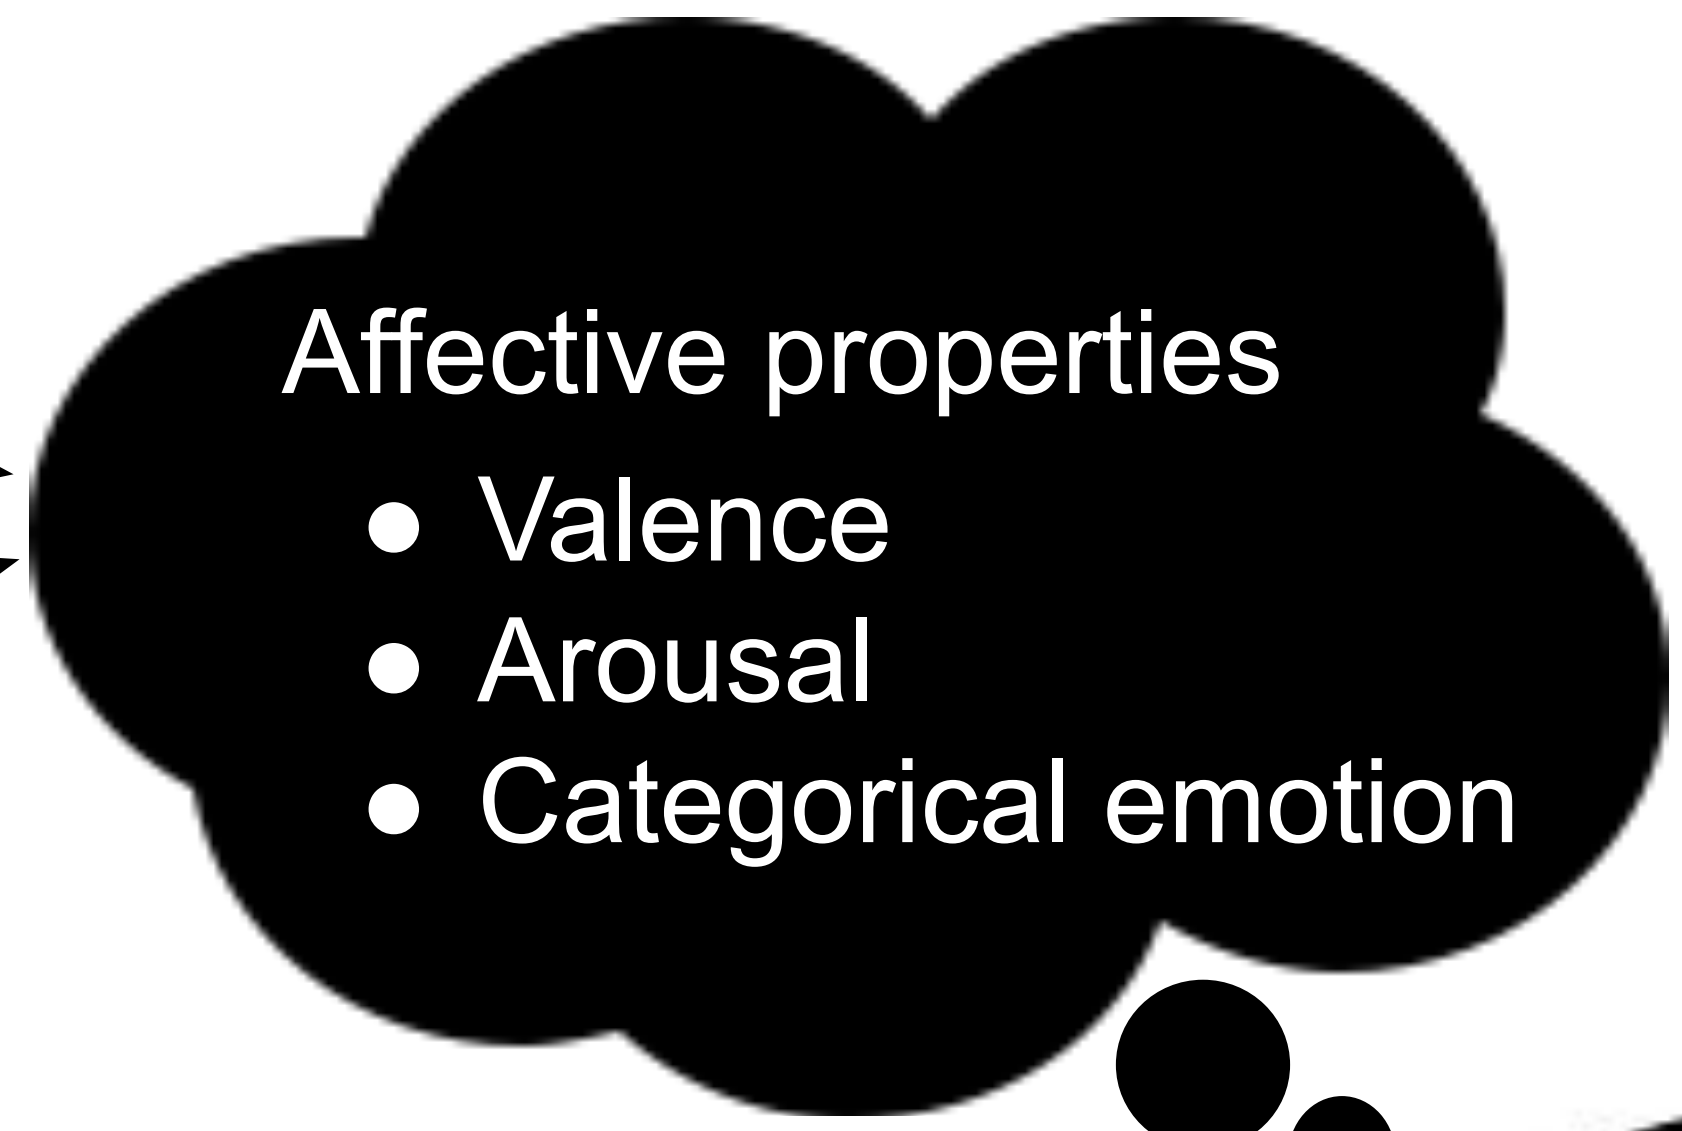 Affective properties
● Valence
● Arousal
● Categorical emotion